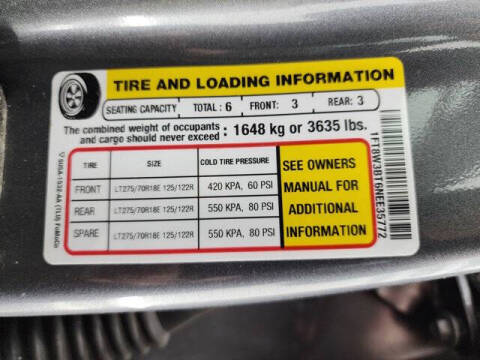 TIRE AND LOADING INFORMATION
SEATING CAPACITY TOTAL: 6 FRONT: 3 REAR: 3
The combined weight of occupants and cargo should never exceed : 1648 kg or 3635 lbs.
TIRE SIZE COLD TIRE PRESSURE
FRONT LT275/70R18E 125/122R 420 KPA, 60 PSI
REAR LT275/70R18E 125/122R 550 KPA, 80 PSI
SPARE LT275/70R18E 125/122R 550 KPA, 80 PSI
SEE OWNERS
MANUAL FOR
ADDITIONAL
INFORMATION
1FT8W3BT6NEE35772